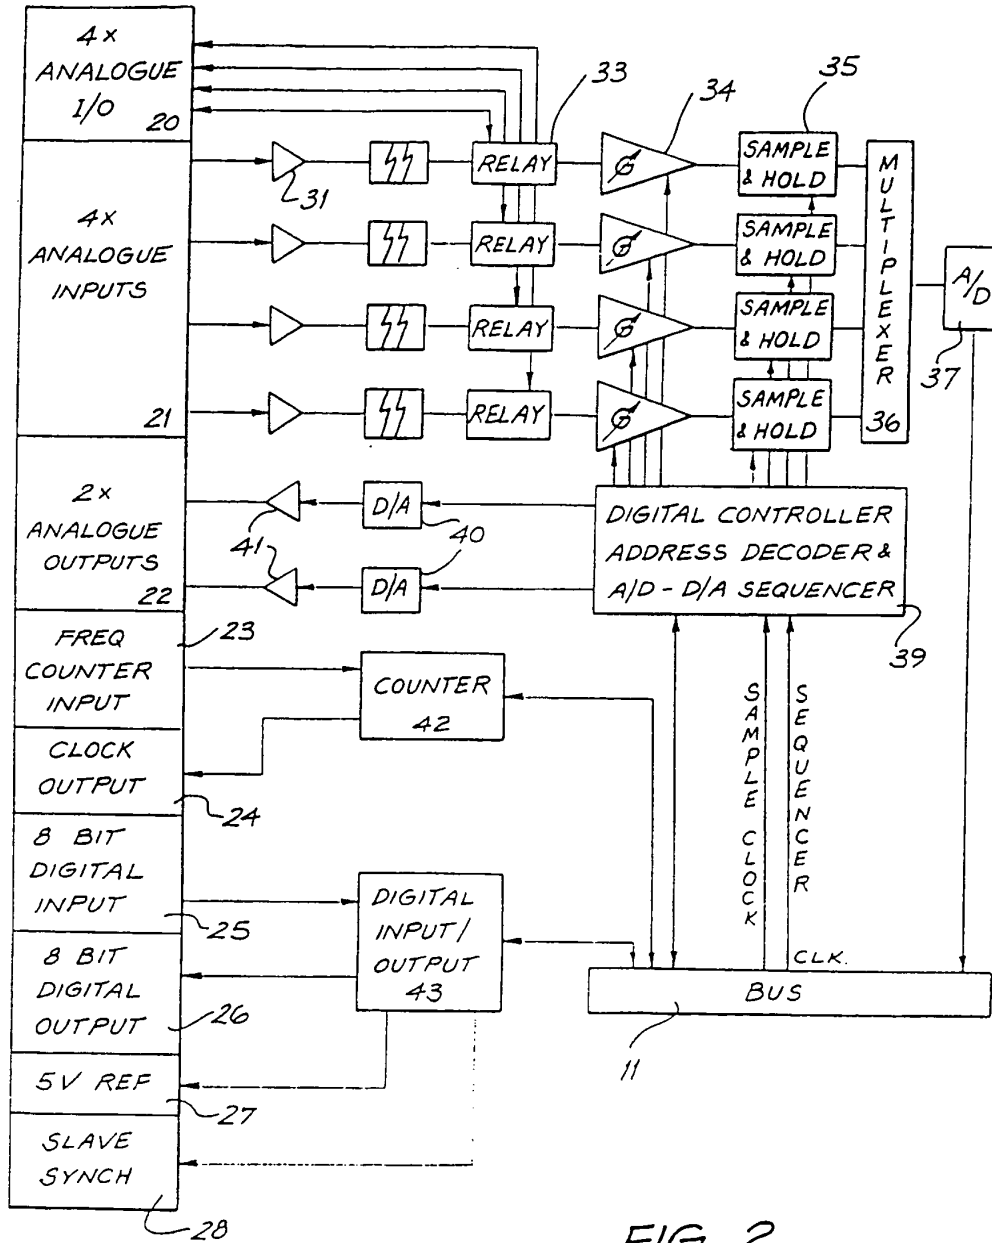 4x
ANALOGUE
I/O
20
4x
ANALOGUE
INPUTS
21
2x
ANALOGUE
OUTPUTS
22
FREQ
COUNTER
INPUT
23
CLOCK
OUTPUT
24
8 BIT
DIGITAL
INPUT
25
8 BIT
DIGITAL
OUTPUT
26
5V REF
27
SLAVE
SYNCH
28
31
RELAY
RELAY
RELAY
RELAY
33
G
G
G
G
34
SAMPLE
& HOLD
SAMPLE
& HOLD
SAMPLE
& HOLD
SAMPLE
& HOLD
35
MULTIPLEXER
36
A/D
37
D/A
D/A
40
41
DIGITAL CONTROLLER
ADDRESS DECODER &
A/D - D/A SEQUENCER
39
COUNTER
42
DIGITAL
INPUT/
OUTPUT
43
SAMPLE CLOCK
SEQUENCER
CLK.
BUS
11
FIG. 2